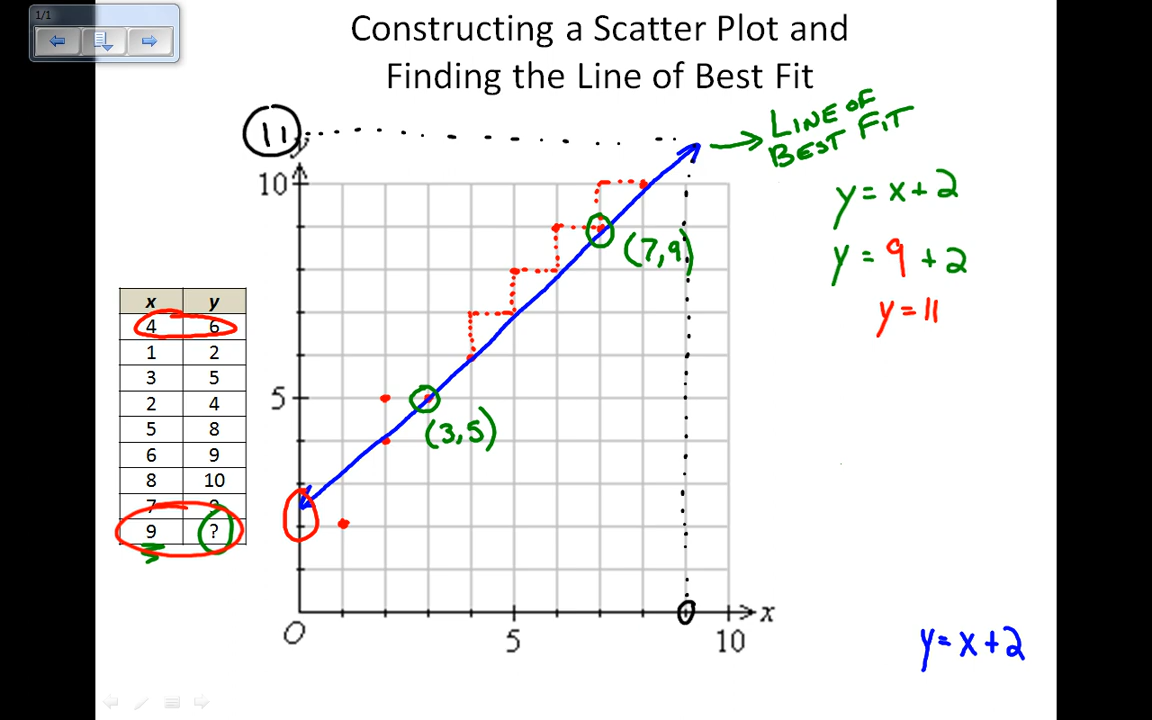 1/1
Constructing a Scatter Plot and
Finding the Line of Best Fit
11
y
10
5
O
5
10
x
LINE OF
BEST FIT
(7,9)
(3,5)
y = x + 2
y = 9 + 2
y = 11
x y
4 6
1 2
3 5
2 4
5 8
6 9
8 10
7 9
9 ?
y = x + 2